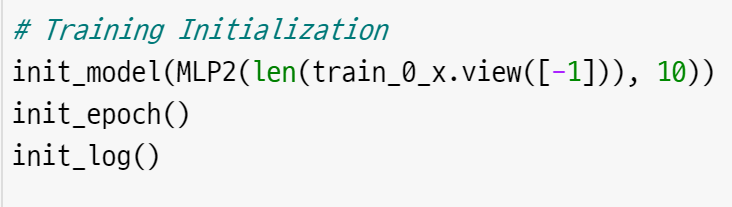 # Training Initialization
init_model(MLP2(len(train_0_x.view([-1])), 10))
init_epoch()
init_log()